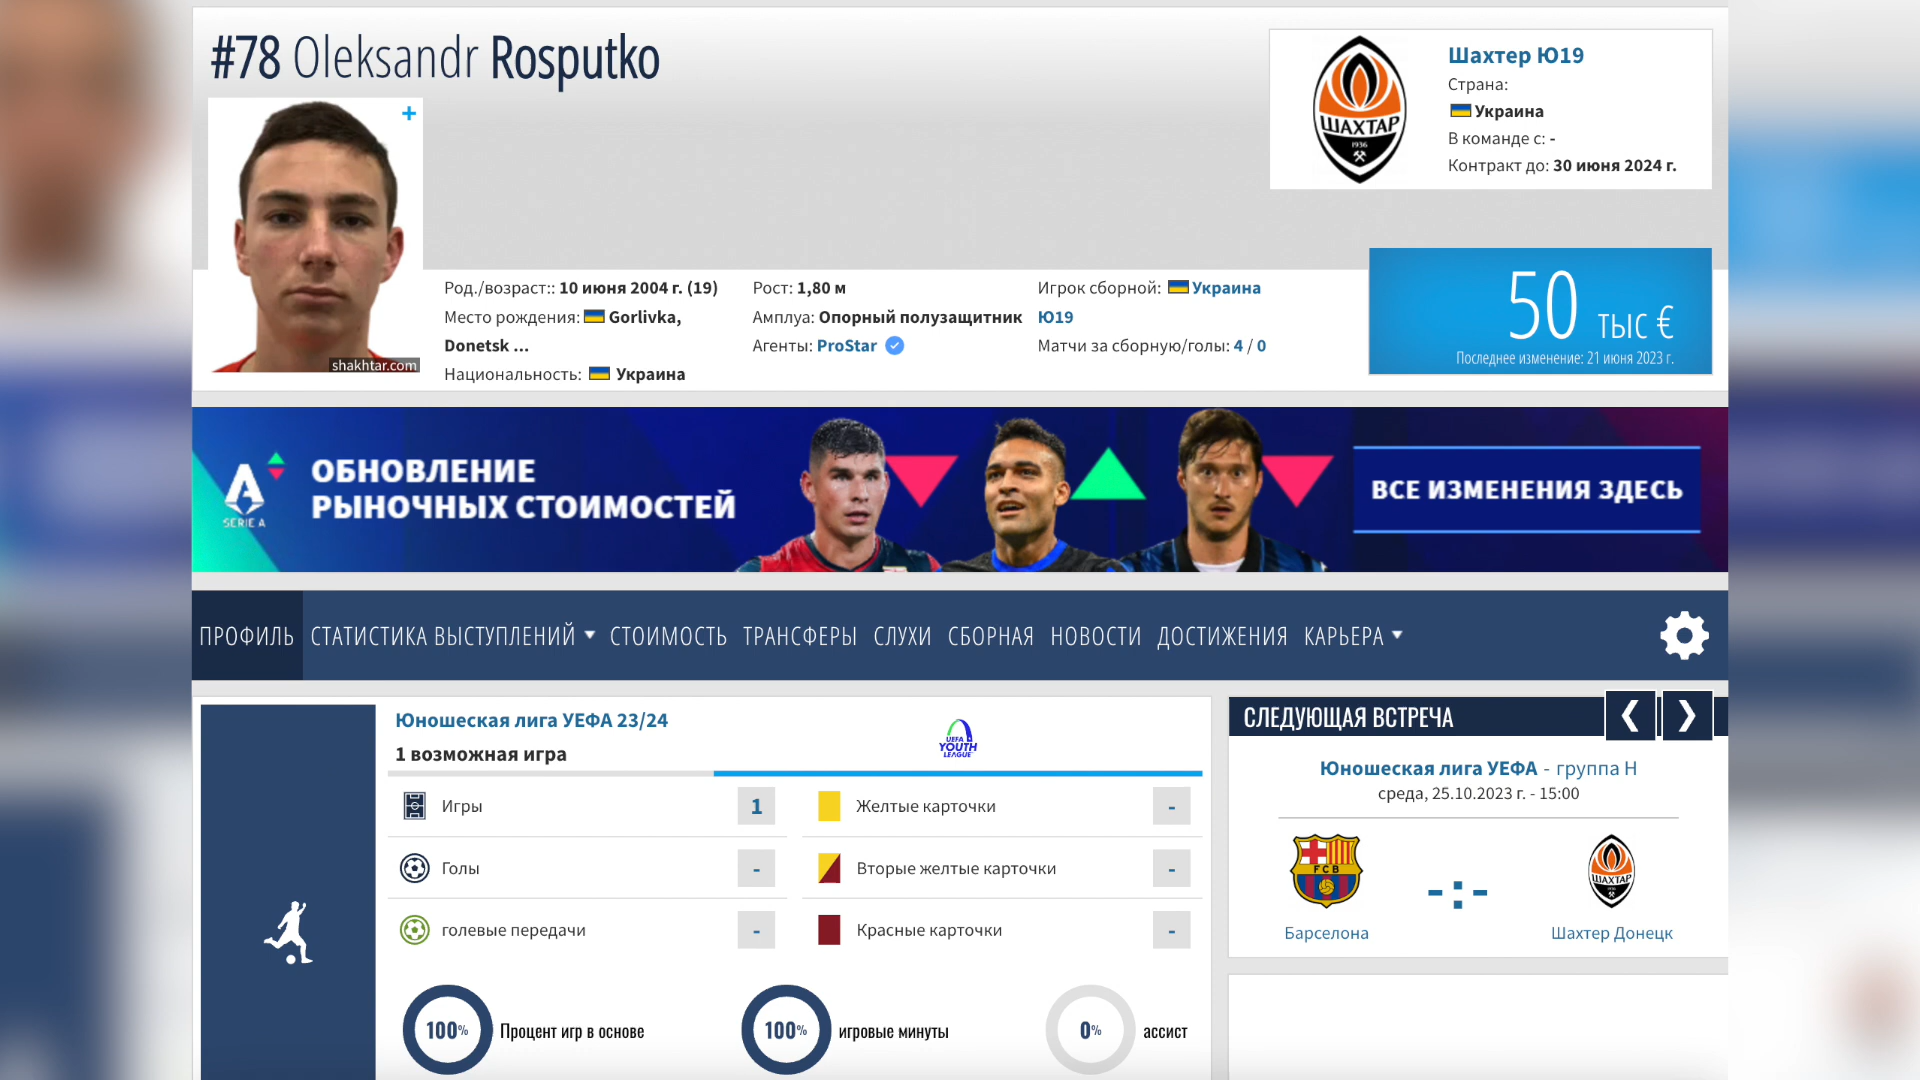 #78 Oleksandr Rosputko
Шахтер Ю19
Страна:
Украина
В команде с: -
Контракт до: 30 июня 2024 г.
ШАХТАР
1936
shakhtar.com
Род./возраст:: 10 июня 2004 г. (19)
Место рождения: Gorlivka,
Donetsk ...
Национальность: Украина
Рост: 1,80 м
Амплуа: Опорный полузащитник
Агенты: ProStar
Игрок сборной: Украина
Ю19
Матчи за сборную/голы: 4 / 0
50 тыс €
Последнее изменение: 21 июня 2023 г.
SERIE A
ОБНОВЛЕНИЕ
РЫНОЧНЫХ СТОИМОСТЕЙ
ВСЕ ИЗМЕНЕНИЯ ЗДЕСЬ
ПРОФИЛЬ СТАТИСТИКА ВЫСТУПЛЕНИЙ СТОИМОСТЬ ТРАНСФЕРЫ СЛУХИ СБОРНАЯ НОВОСТИ ДОСТИЖЕНИЯ КАРЬЕРА
Юношеская лига УЕФА 23/24
1 возможная игра
UEFA
YOUTH
LEAGUE
Игры 1
Желтые карточки -
Голы -
Вторые желтые карточки -
голевые передачи -
Красные карточки -
100% Процент игр в основе
100% игровые минуты
0% ассист
СЛЕДУЮЩАЯ ВСТРЕЧА
Юношеская лига УЕФА - группа H
среда, 25.10.2023 г. - 15:00
FCB
-:-
ШАХТАР
Барселона
Шахтер Донецк